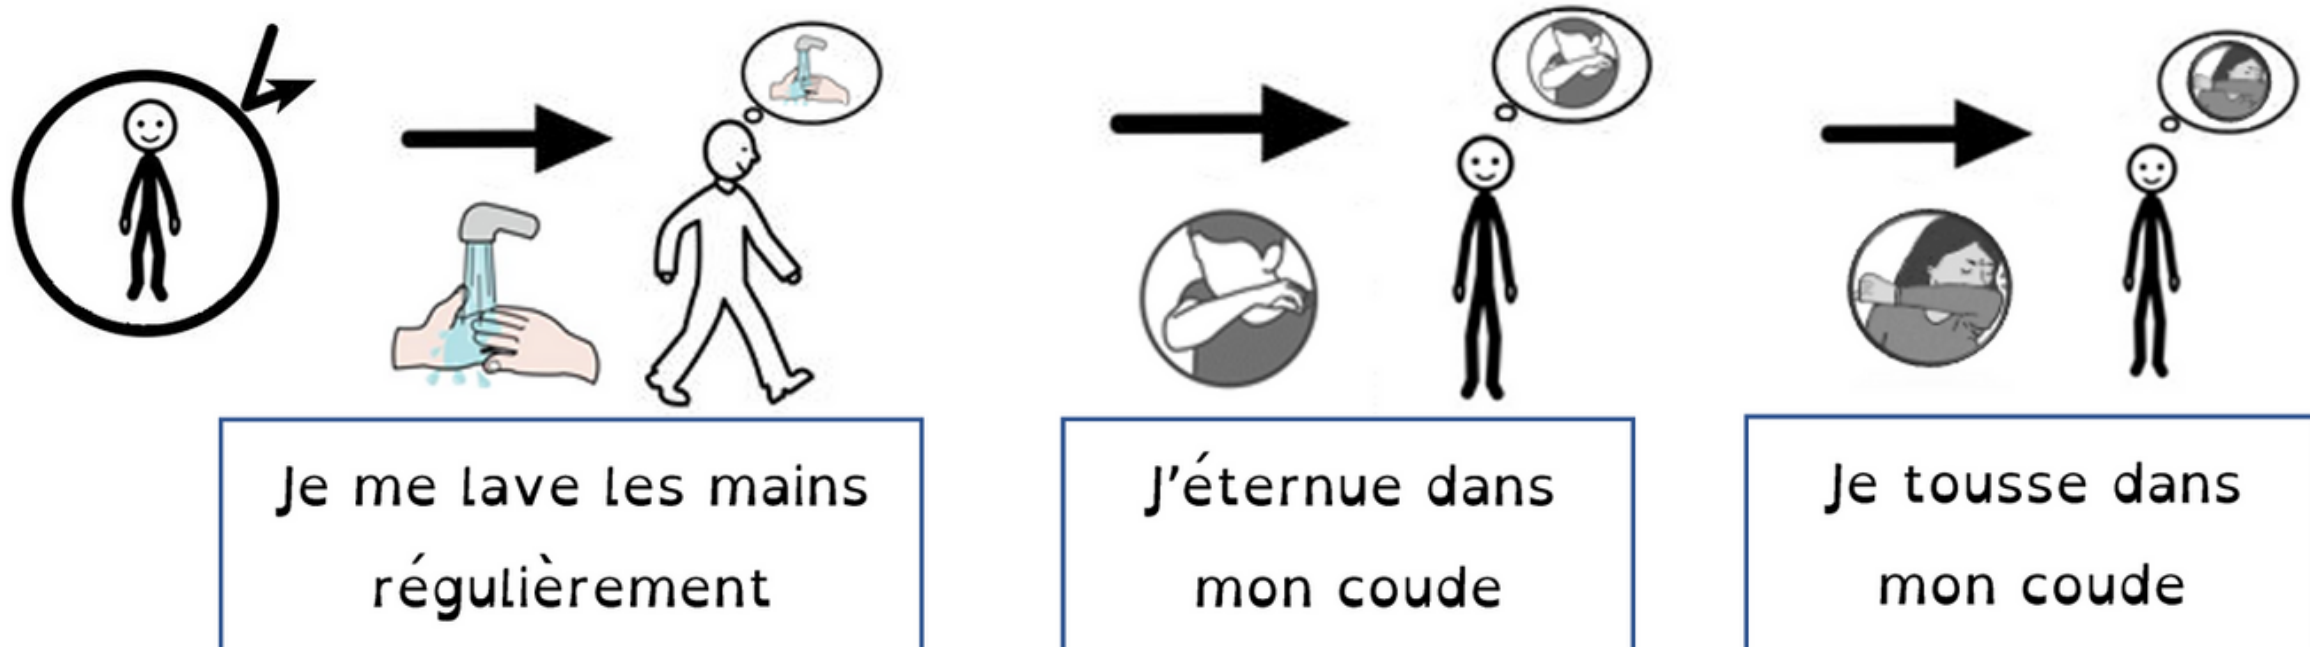 Je me lave les mains
régulièrement
J'éternue dans
mon coude
Je tousse dans
mon coude